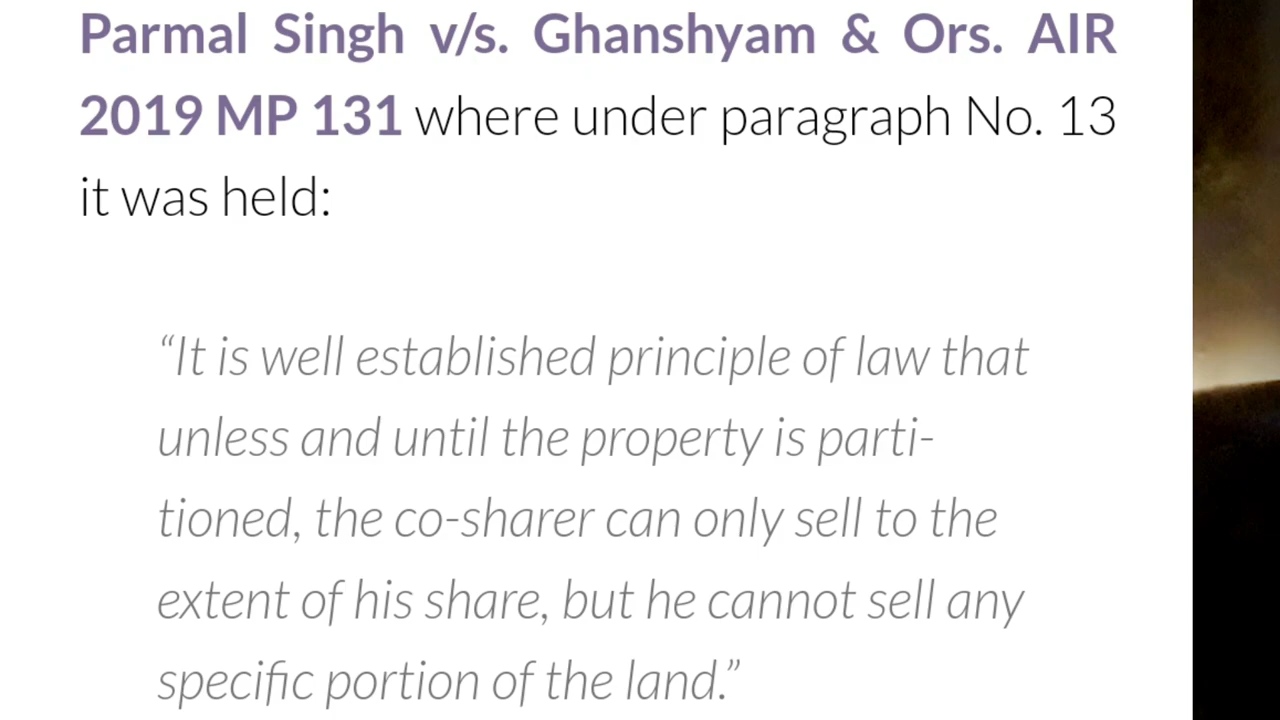 Parmal Singh v/s. Ghanshyam & Ors. AIR
2019 MP 131 where under paragraph No. 13
it was held:
“It is well established principle of law that
unless and until the property is parti-
tioned, the co-sharer can only sell to the
extent of his share, but he cannot sell any
specific portion of the land.”